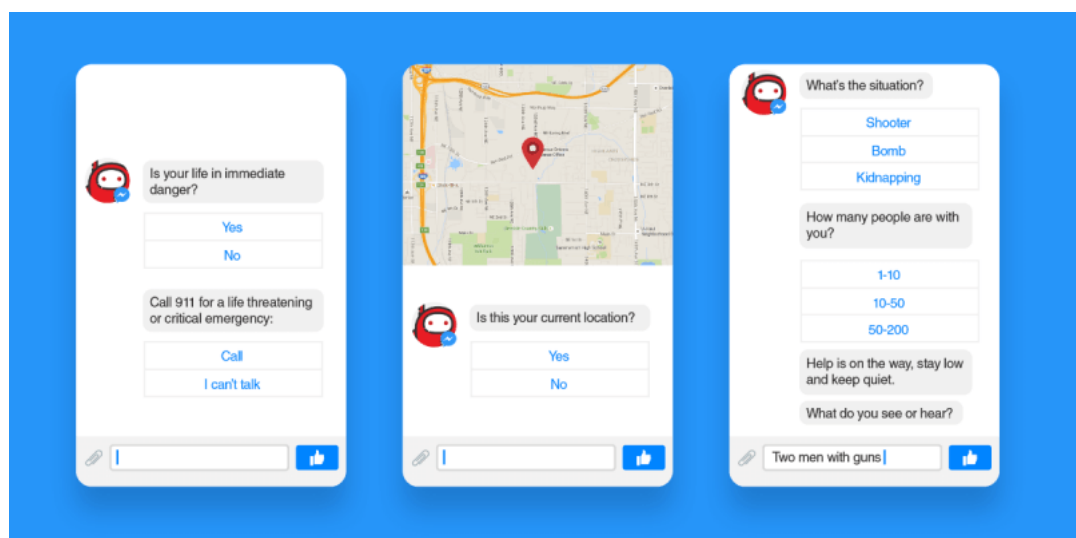 Is your life in immediate
danger?
Yes
No
Call 911 for a life threatening
or critical emergency:
Call
I can't talk
Is this your current location?
Yes
No
What's the situation?
Shooter
Bomb
Kidnapping
How many people are with
you?
1-10
10-50
50-200
Help is on the way, stay low
and keep quiet.
What do you see or hear?
Two men with guns